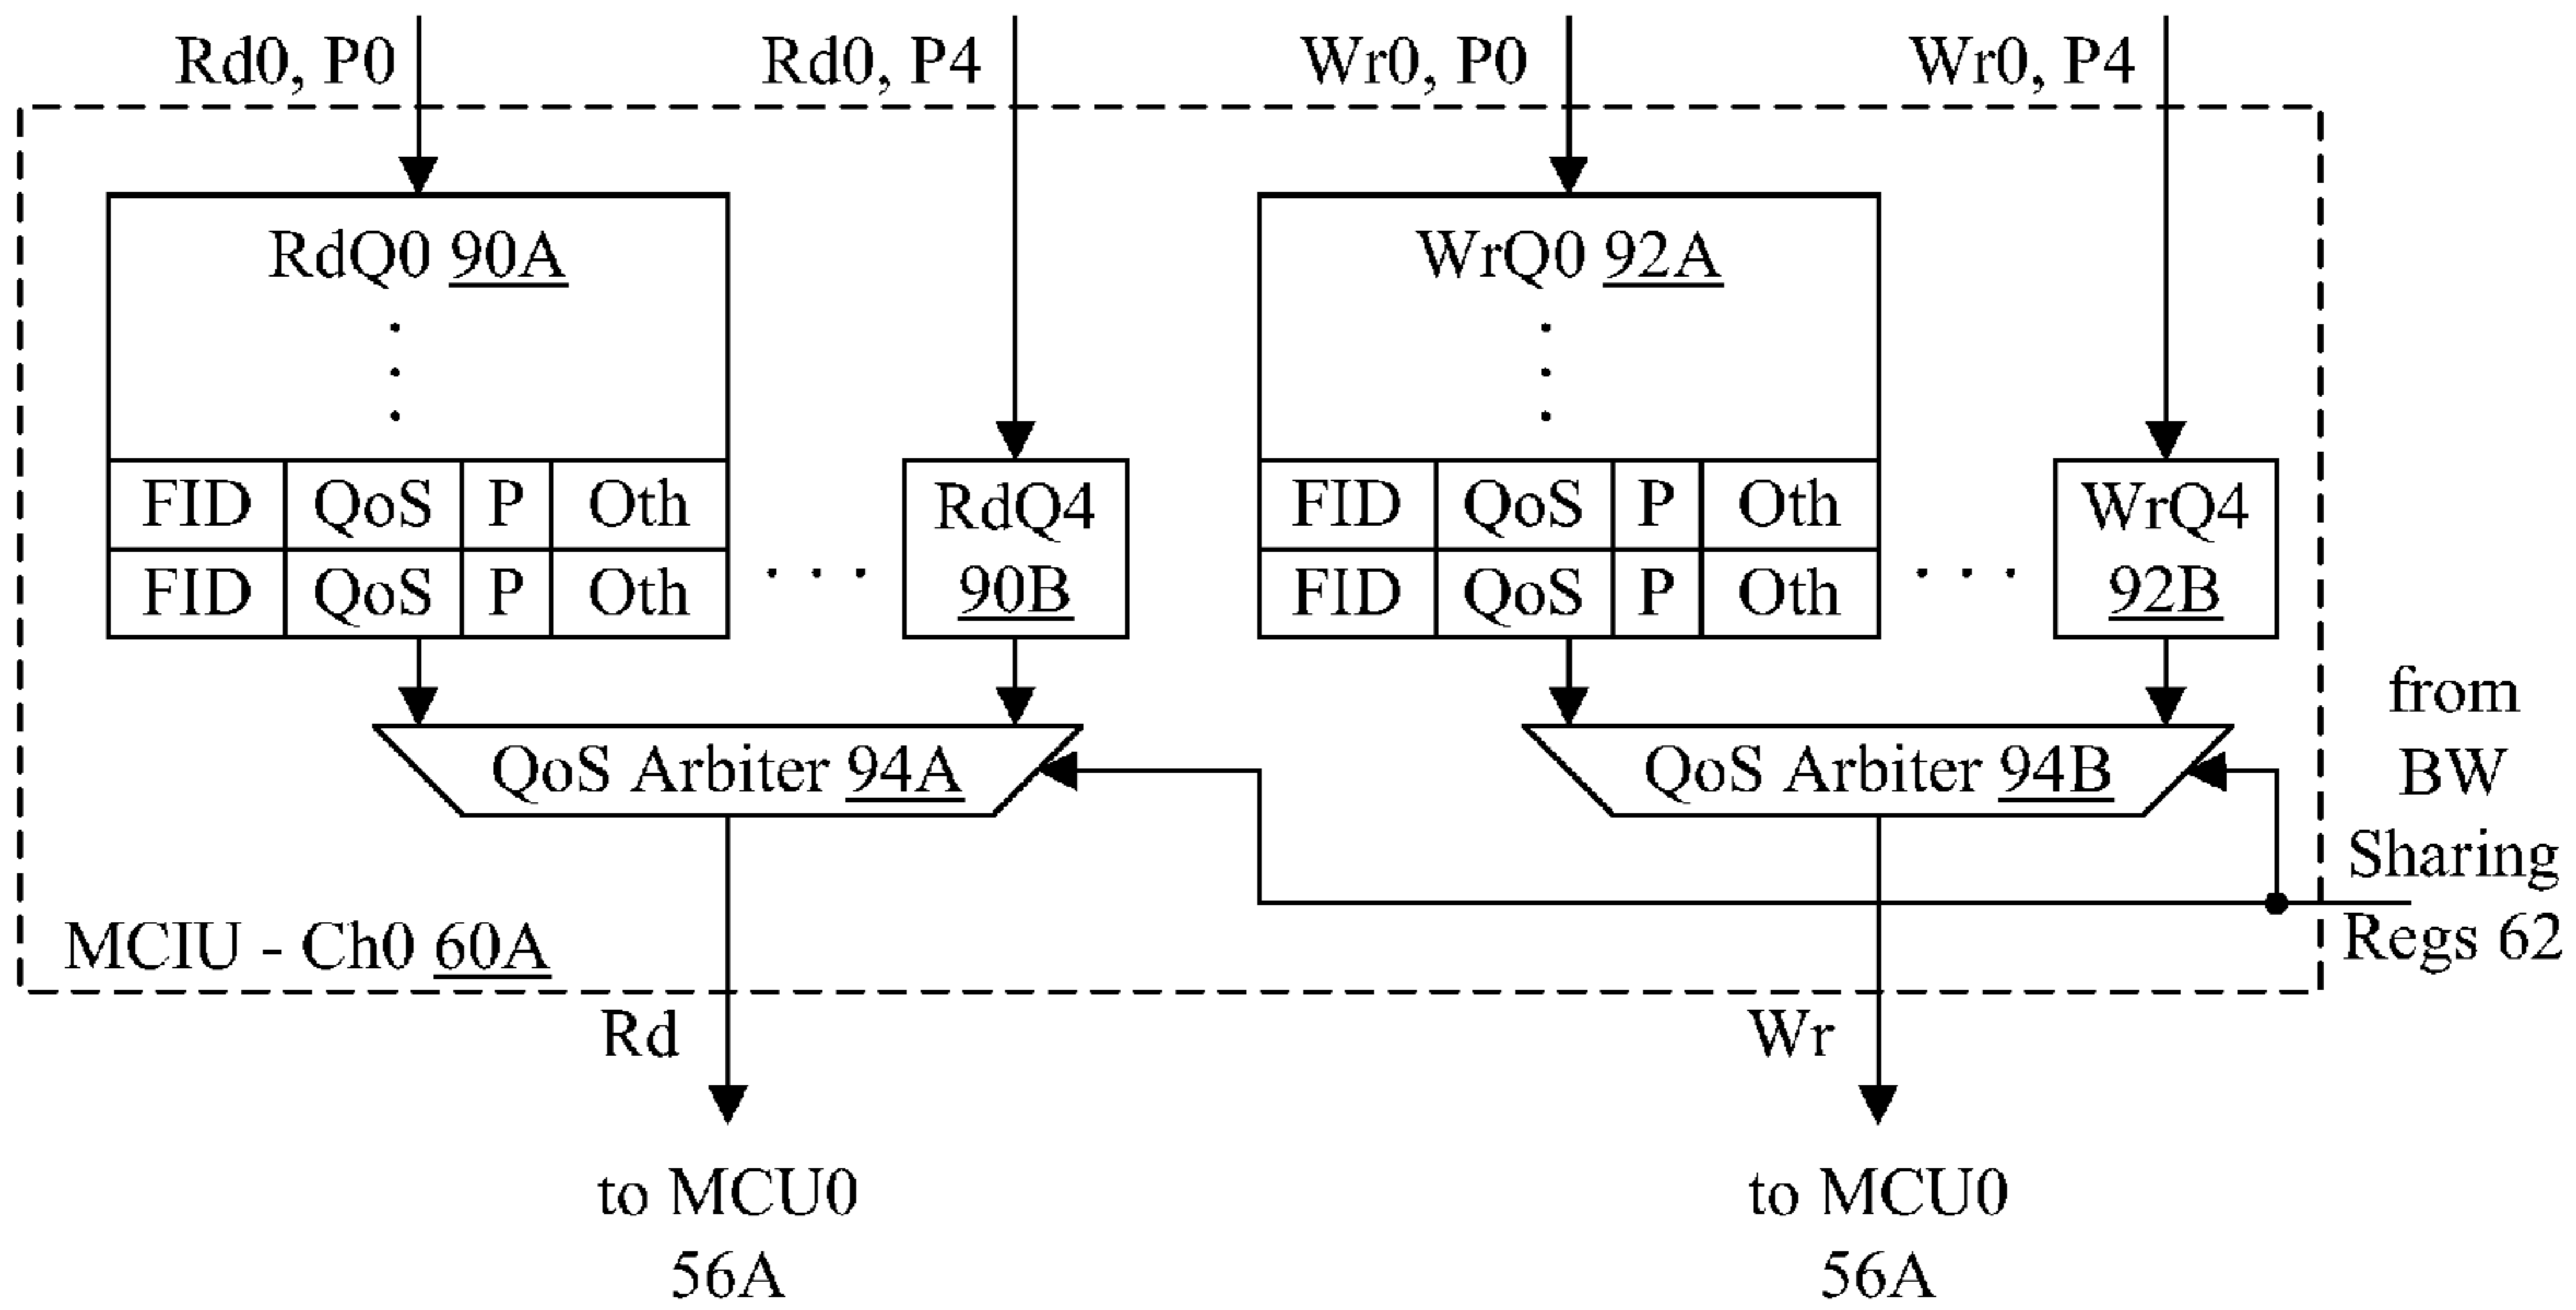 Rd0, P0
Rd0, P4
Wr0, P0
Wr0, P4
RdQ0 90A
WrQ0 92A
FID QoS P Oth
FID QoS P Oth
RdQ4
90B
FID QoS P Oth
FID QoS P Oth
WrQ4
92B
QoS Arbiter 94A
QoS Arbiter 94B
from
BW
Sharing
Regs 62
MCIU - Ch0 60A
Rd
Wr
to MCU0
56A
to MCU0
56A